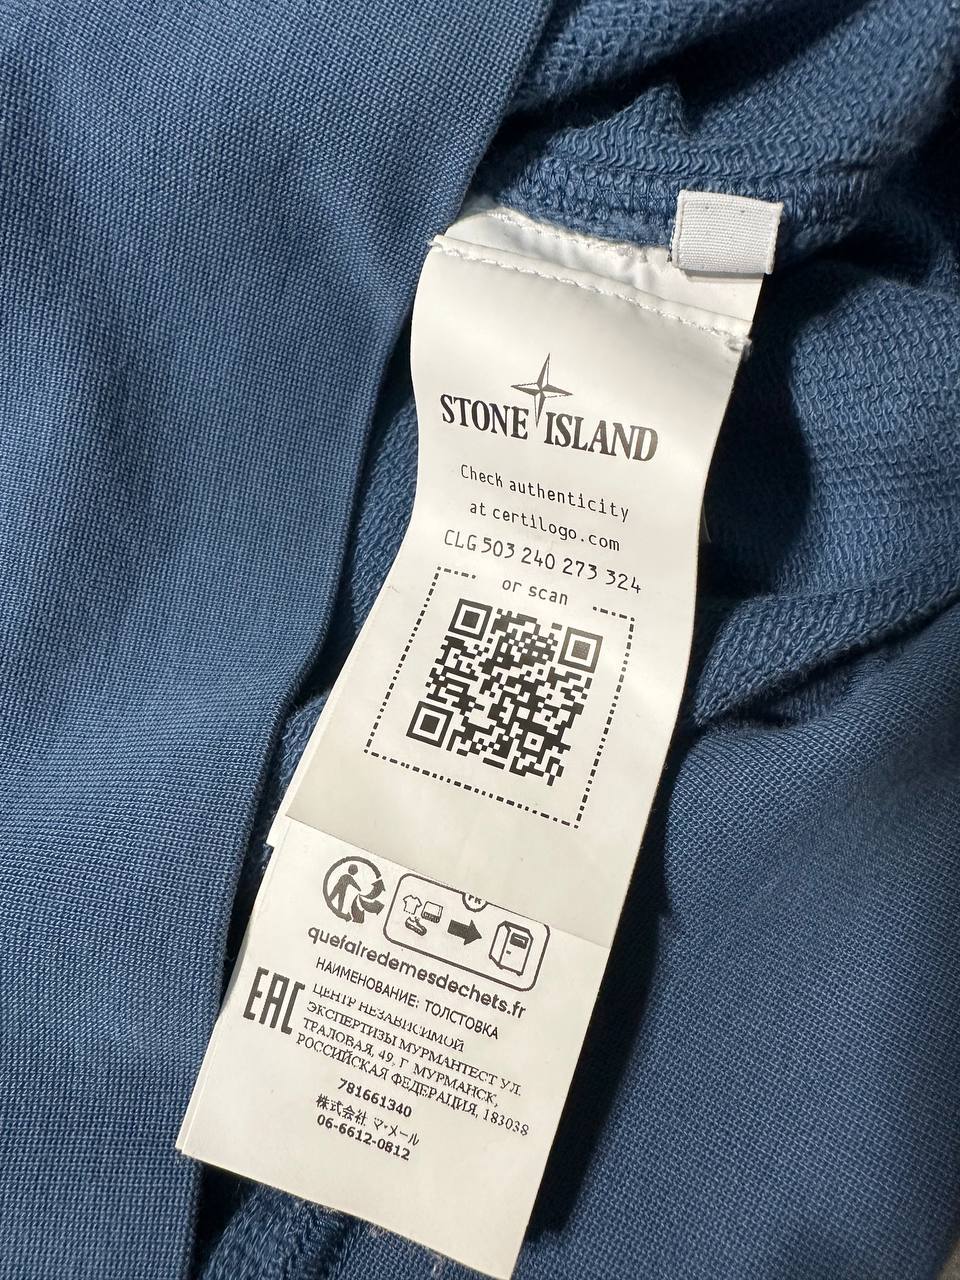 STONE ISLAND
Check authenticity
at certilogo.com
CLG 503 240 273 324
or scan
FR
quefairedemesdechets.fr
НАИМЕНОВАНИЕ: ТОЛСТОВКА
EAC
ЦЕНТР НЕЗАВИСИМОЙ
ЭКСПЕРТИЗЫ МУРМАНТЕСТ УЛ.
ТРАЛОВАЯ, 49, Г. МУРМАНСК,
РОССИЙСКАЯ ФЕДЕРАЦИЯ, 183038
781661340
株式会社 マ・メール
06-6612-0812